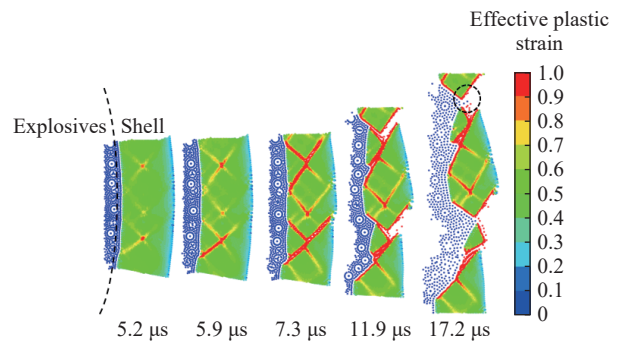 Effective plastic
strain
Explosives Shell
1.0
0.9
0.8
0.7
0.6
0.5
0.4
0.3
0.2
0.1
0
5.2 μs 5.9 μs 7.3 μs 11.9 μs 17.2 μs